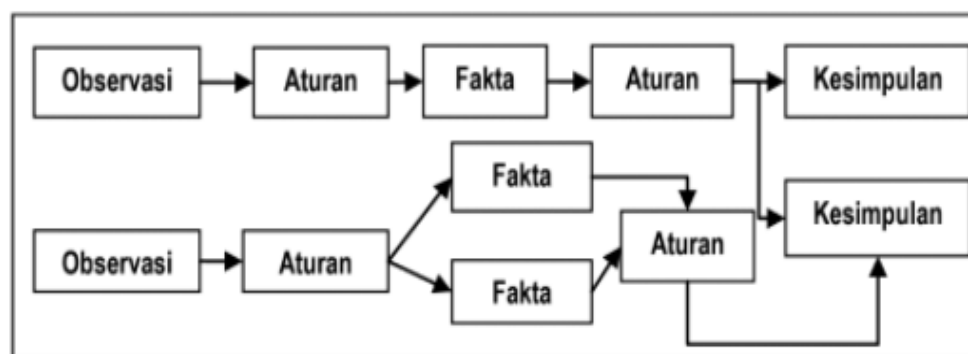 Observasi
Aturan
Fakta
Aturan
Kesimpulan
Fakta
Kesimpulan
Observasi
Aturan
Aturan
Fakta